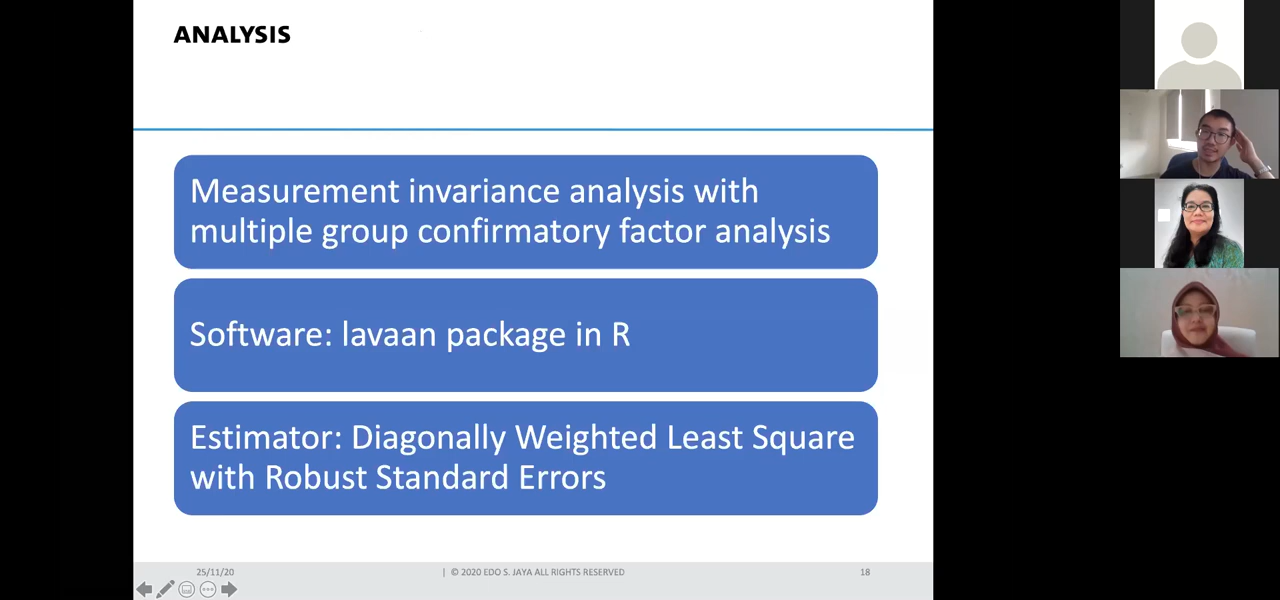 ANALYSIS
Measurement invariance analysis with
multiple group confirmatory factor analysis
Software: lavaan package in R
Estimator: Diagonally Weighted Least Square
with Robust Standard Errors
25/11/20
| © 2020 EDO S. JAYA ALL RIGHTS RESERVED
18